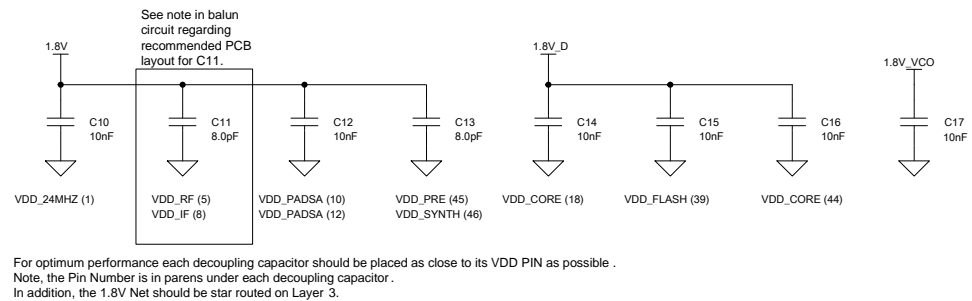 See note in balun
circuit regarding
recommended PCB
layout for C11.
1.8V
1.8V_D
1.8V_VCO
C10
10nF
C11
8.0pF
C12
10nF
C13
8.0pF
C14
10nF
C15
10nF
C16
10nF
C17
10nF
VDD_24MHZ (1)
VDD_RF (5)
VDD_IF (8)
VDD_PADSA (10)
VDD_PADSA (12)
VDD_PRE (45)
VDD_SYNTH (46)
VDD_CORE (18)
VDD_FLASH (39)
VDD_CORE (44)
For optimum performance each decoupling capacitor should be placed as close to its VDD PIN as possible .
Note, the Pin Number is in parens under each decoupling capacitor .
In addition, the 1.8V Net should be star routed on Layer 3.